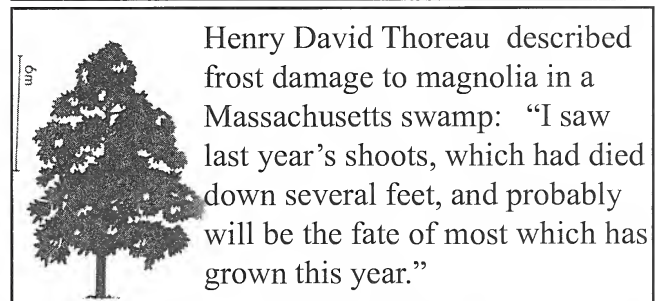 6m
Henry David Thoreau described
frost damage to magnolia in a
Massachusetts swamp: “I saw
last year’s shoots, which had died
down several feet, and probably
will be the fate of most which has
grown this year.”